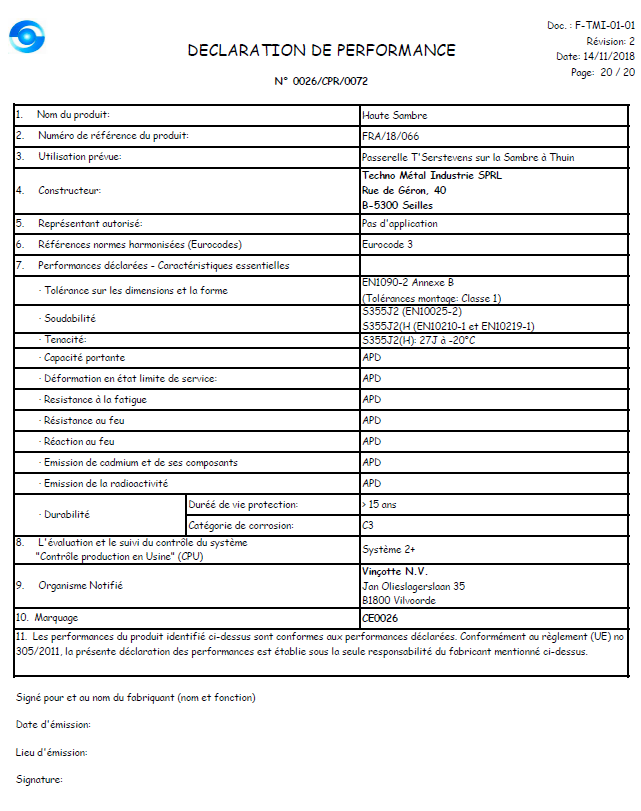 Doc. : F-TMI-01-01
Révision: 2
Date: 14/11/2018
Page: 20 / 20
DECLARATION DE PERFORMANCE
N° 0026/CPR/0072
1. Nom du produit: Haute Sambre
2. Numéro de référence du produit: FRA/18/066
3. Utilisation prévue: Passerelle T'Serstevens sur la Sambre à Thuin
4. Constructeur: Techno Métal Industrie SPRL
Rue de Géron, 40
B-5300 Seilles
5. Représentant autorisé: Pas d'application
6. Références normes harmonisées (Eurocodes) Eurocode 3
7. Performances déclarées - Caractéristiques essentielles
· Tolérance sur les dimensions et la forme EN1090-2 Annexe B
(Tolérances montage: Classe 1)
· Soudabilité S355J2 (EN10025-2)
S355J2(H (EN10210-1 et EN10219-1)
· Tenacité: S355J2(H): 27J à -20°C
· Capacité portante APD
· Déformation en état limite de service: APD
· Resistance à la fatigue APD
· Résistance au feu APD
· Réaction au feu APD
· Emission de cadmium et de ses composants APD
· Emission de la radioactivité APD
· Durabilité
Duréé de vie protection: > 15 ans
Catégorie de corrosion: C3
8. L'évaluation et le suivi du contrôle du système
"Contrôle production en Usine" (CPU) Système 2+
9. Organisme Notifié Vinçotte N.V.
Jan Olieslagerslaan 35
B1800 Vilvoorde
10. Marquage CE0026
11. Les performances du produit identifié ci-dessus sont conformes aux performances déclarées. Conformément au règlement (UE) no
305/2011, la présente déclaration des performances est établie sous la seule responsabilité du fabricant mentionné ci-dessus.
Signé pour et au nom du fabriquant (nom et fonction)
Date d'émission:
Lieu d'émission:
Signature: